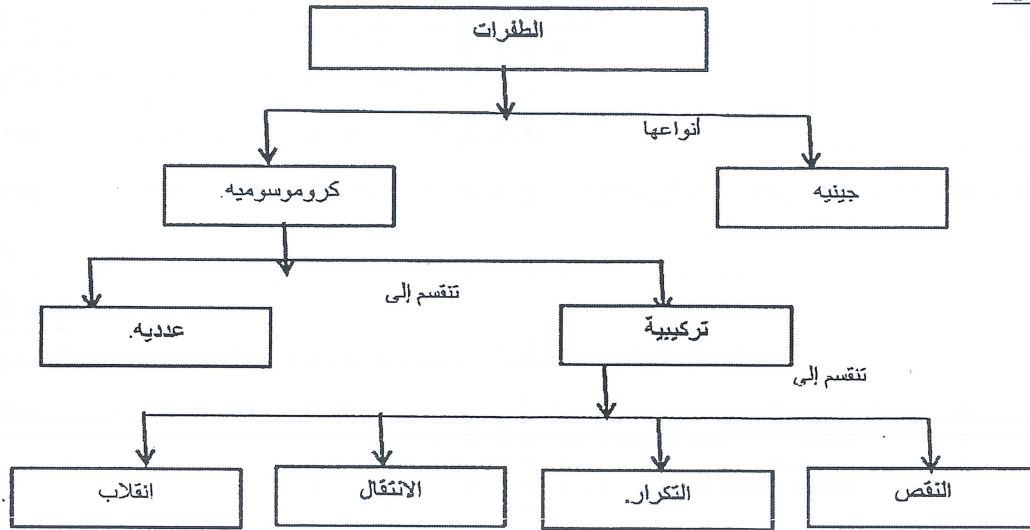 الطفرات
أنواعها
جينيه
كروموسوميه.
تنقسم إلى
تركيبية
عدديه.
تنقسم إلى
النقص
التكرار.
الانتقال
انقلاب